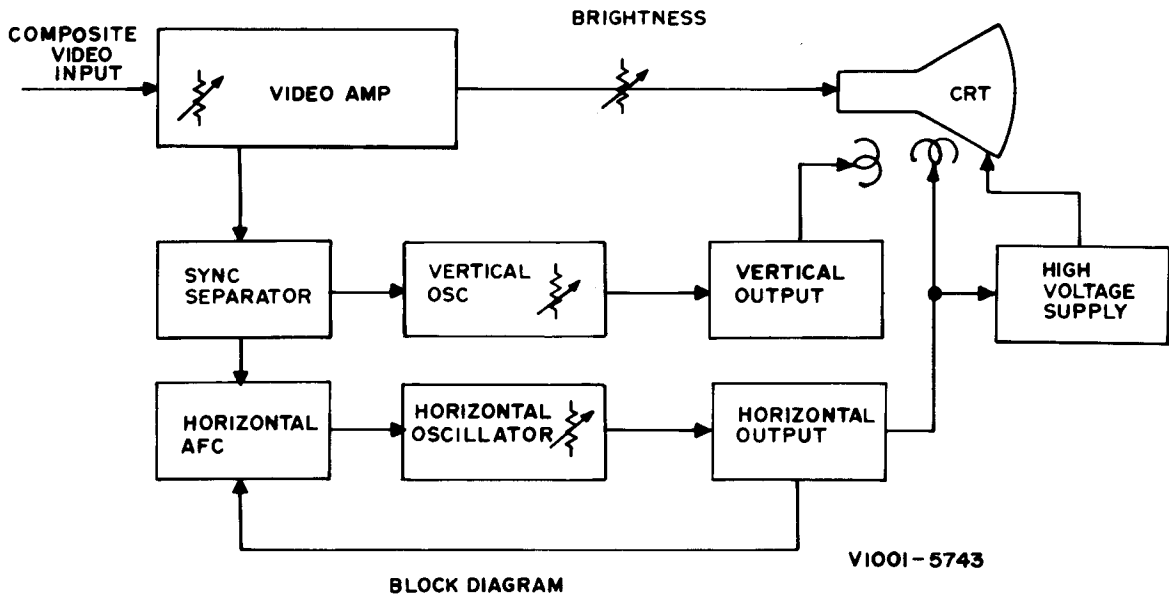 BRIGHTNESS
COMPOSITE
VIDEO
INPUT
VIDEO AMP
CRT
SYNC
SEPARATOR
VERTICAL
OSC
VERTICAL
OUTPUT
HIGH
VOLTAGE
SUPPLY
HORIZONTAL
AFC
HORIZONTAL
OSCILLATOR
HORIZONTAL
OUTPUT
V1001-5743
BLOCK DIAGRAM